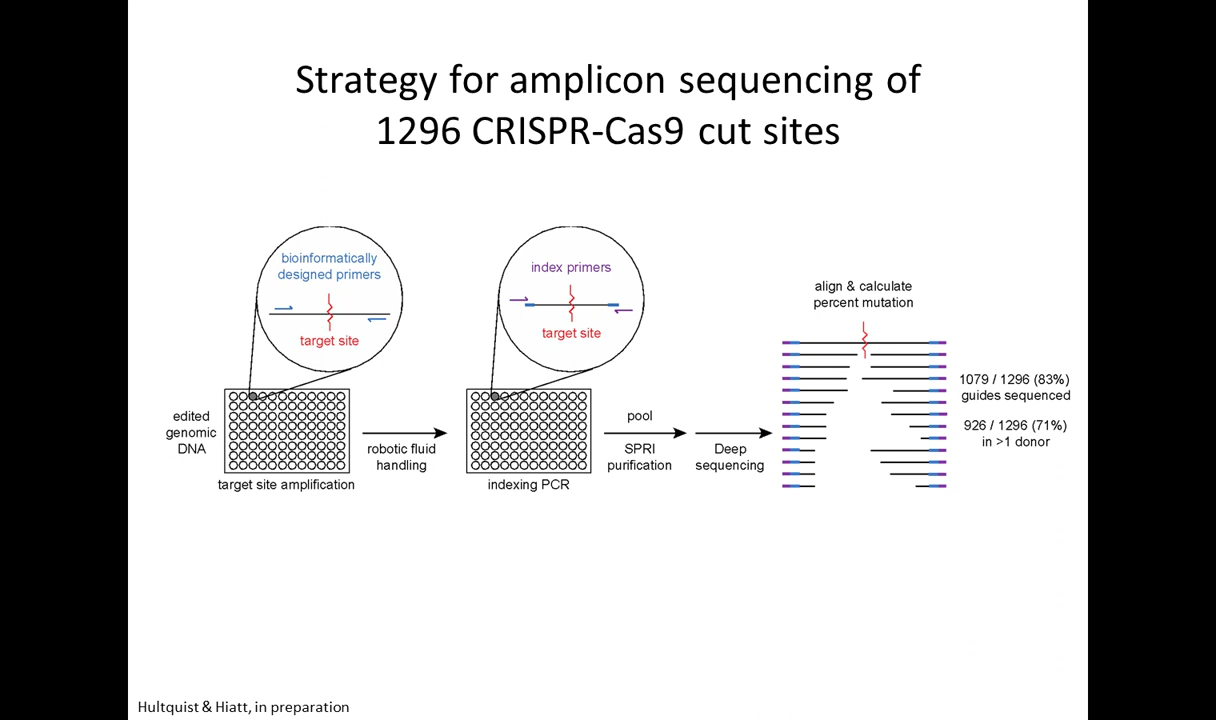 Strategy for amplicon sequencing of
1296 CRISPR-Cas9 cut sites
bioinformatically
designed primers
target site
edited
genomic
DNA
target site amplification
robotic fluid
handling
index primers
target site
indexing PCR
pool
SPRI
purification
Deep
sequencing
align & calculate
percent mutation
1079 / 1296 (83%)
guides sequenced
926 / 1296 (71%)
in >1 donor
Hultquist & Hiatt, in preparation